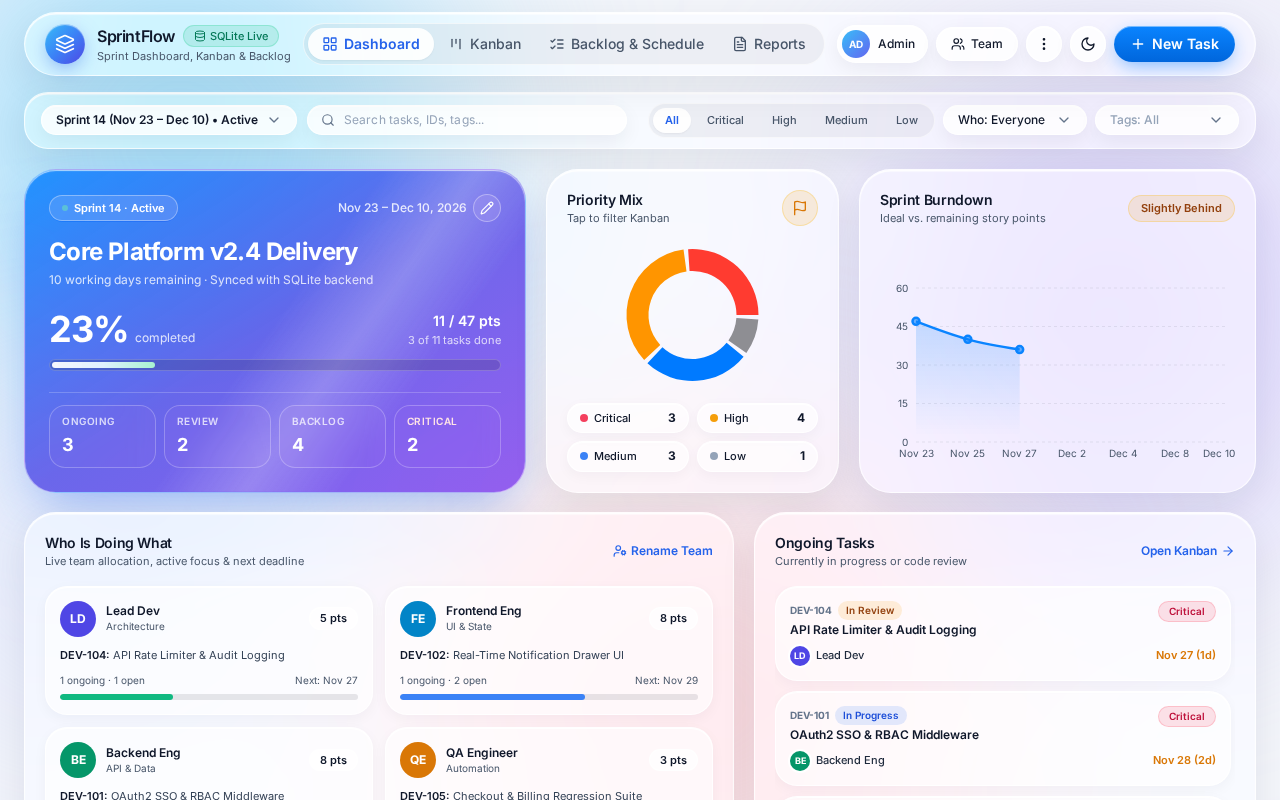 SprintFlow
SQLite Live
Sprint Dashboard, Kanban & Backlog
Dashboard
Kanban
Backlog & Schedule
Reports
AD
Admin
Team
New Task
Sprint 14 (Nov 23 – Dec 10) • Active
Search tasks, IDs, tags...
All
Critical
High
Medium
Low
Who: Everyone
Tags: All
Sprint 14 · Active
Nov 23 – Dec 10, 2026
Core Platform v2.4 Delivery
10 working days remaining · Synced with SQLite backend
23% completed
11 / 47 pts
3 of 11 tasks done
ONGOING
3
REVIEW
2
BACKLOG
4
CRITICAL
2
Priority Mix
Tap to filter Kanban
Critical 3
High 4
Medium 3
Low 1
Sprint Burndown
Ideal vs. remaining story points
Slightly Behind
60
45
30
15
0
Nov 23
Nov 25
Nov 27
Dec 2
Dec 4
Dec 8
Dec 10
Who Is Doing What
Live team allocation, active focus & next deadline
Rename Team
LD
Lead Dev
Architecture
5 pts
DEV-104: API Rate Limiter & Audit Logging
1 ongoing · 1 open
Next: Nov 27
FE
Frontend Eng
UI & State
8 pts
DEV-102: Real-Time Notification Drawer UI
1 ongoing · 2 open
Next: Nov 29
BE
Backend Eng
API & Data
8 pts
DEV-101: OAuth2 SSO & RBAC Middleware
QE
QA Engineer
Automation
3 pts
DEV-105: Checkout & Billing Regression Suite
Ongoing Tasks
Currently in progress or code review
Open Kanban
DEV-104
In Review
Critical
API Rate Limiter & Audit Logging
LD
Lead Dev
Nov 27 (1d)
DEV-101
In Progress
Critical
OAuth2 SSO & RBAC Middleware
BE
Backend Eng
Nov 28 (2d)